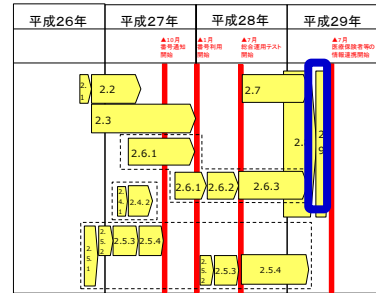 平成26年
平成27年
平成28年
平成29年
▲10月
番号通知
開始
▲1月
番号利用
開始
▲7月
総合運用テスト
開始
▲7月
医療保険者等の
情報連携開始
2.1
2.2
2.7
2.3
2.6.1
2.6.1
2.6.2
2.6.3
2.4.1
2.4.2
2.5.1
2.5.2
2.5.3
2.5.4
2.5.2
2.5.3
2.5.4